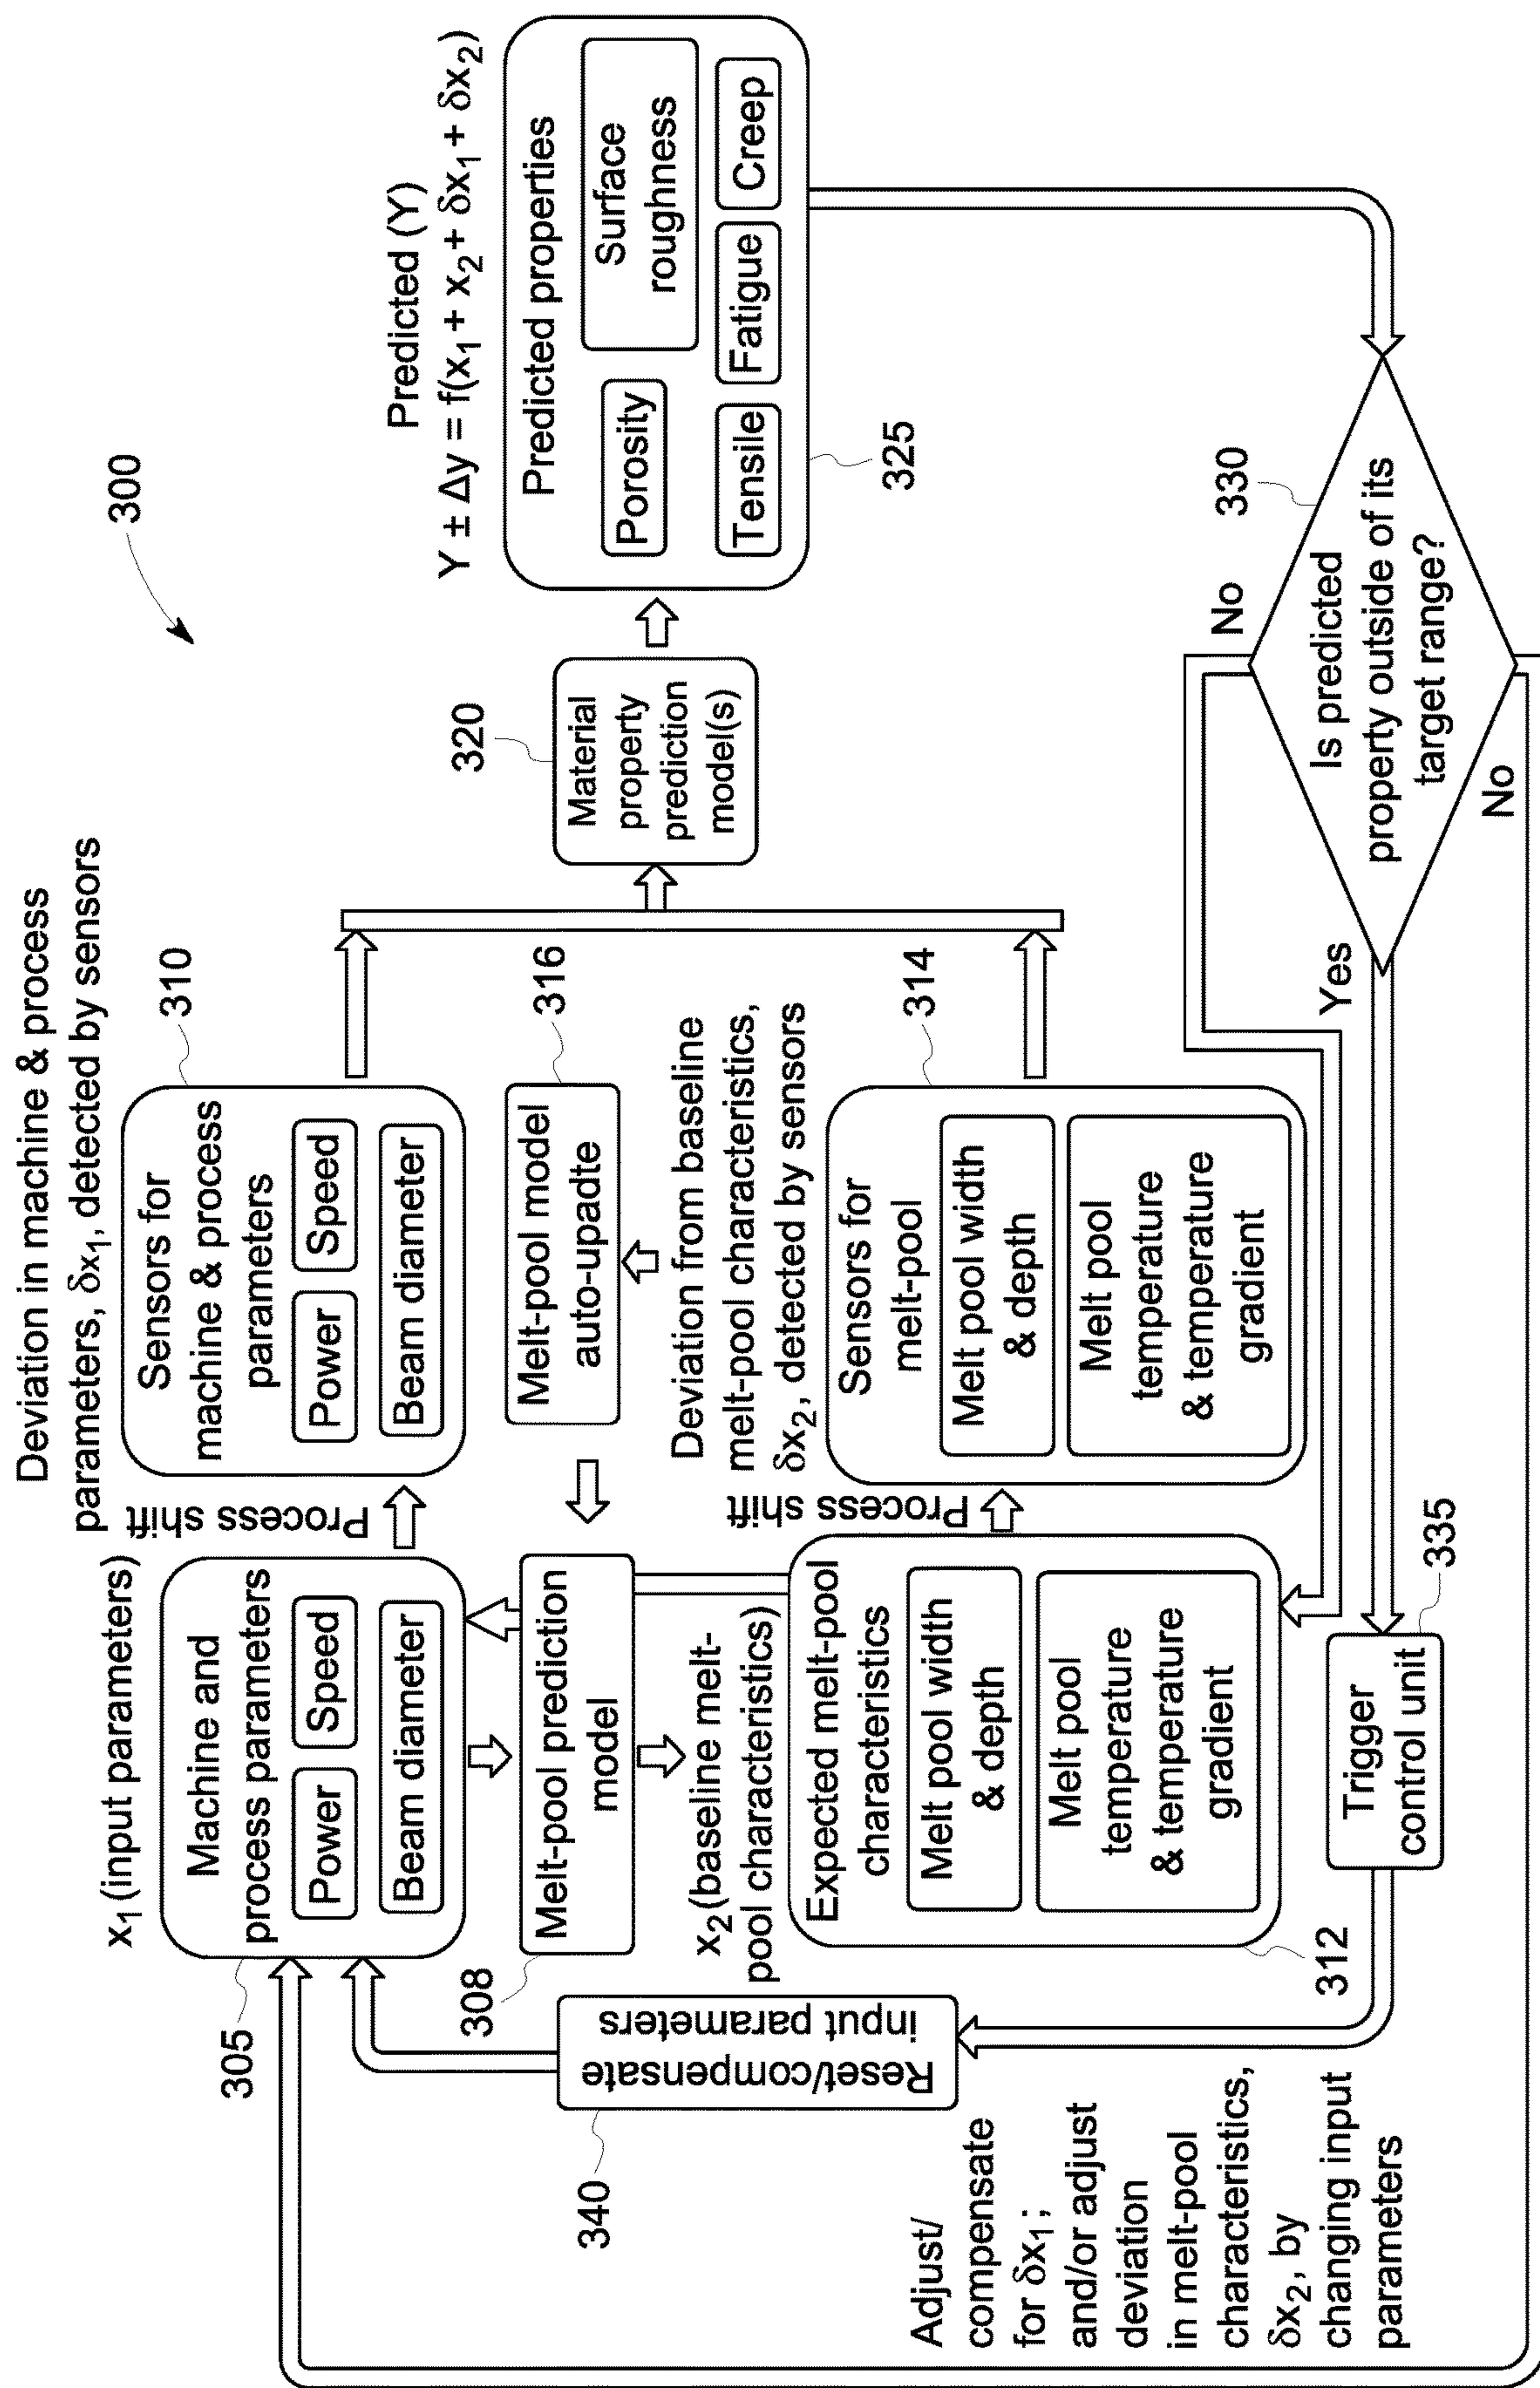 300
Deviation in machine & process
parameters, δx1, detected by sensors
x1(input parameters)
305
Machine and
process parameters
Power
Speed
Beam diameter
Process shift
310
Sensors for
machine & process
parameters
Power
Speed
Beam diameter
308
Melt-pool prediction
model
316
Melt-pool model
auto-upadte
x2(baseline melt-
pool characteristics)
Deviation from baseline
melt-pool characteristics,
δx2, detected by sensors
312
Expected melt-pool
characteristics
Melt pool width
& depth
Melt pool
temperature
& temperature
gradient
Process shift
314
Sensors for
melt-pool
Melt pool width
& depth
Melt pool
temperature
& temperature
gradient
320
Material
property
prediction
model(s)
Predicted (Y)
Y ± Δy = f(x1 + x2 + δx1 + δx2)
Predicted properties
Porosity
Surface
roughness
Tensile
Fatigue
Creep
325
330
Is predicted
property outside of its
target range?
No
Yes
No
335
Trigger
control unit
340
Reset/compensate
input parameters
Adjust/
compensate
for δx1;
and/or adjust
deviation
in melt-pool
characteristics,
δx2, by
changing input
parameters